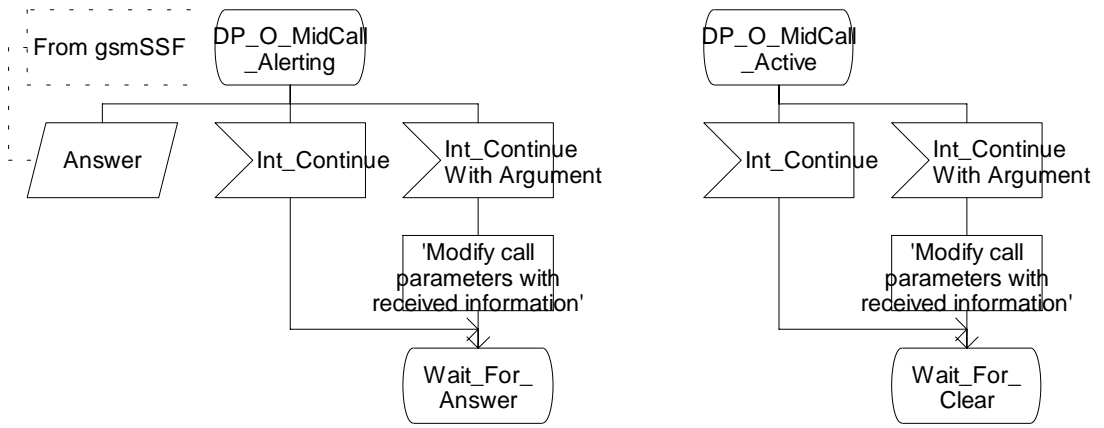 From gsmSSF
DP_O_MidCall
_Alerting
Answer
Int_Continue
Int_Continue
With Argument
'Modify call
parameters with
received information'
Wait_For_
Answer
DP_O_MidCall
_Active
Int_Continue
Int_Continue
With Argument
'Modify call
parameters with
received information'
Wait_For_
Clear